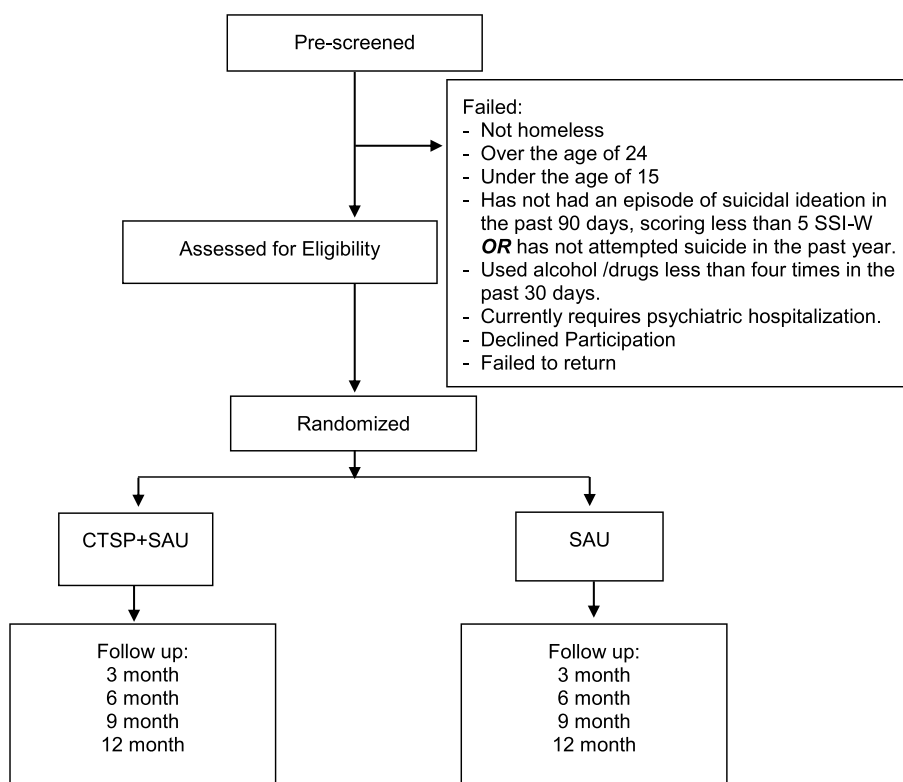 Pre-screened
Failed:
- Not homeless
- Over the age of 24
- Under the age of 15
- Has not had an episode of suicidal ideation in
the past 90 days, scoring less than 5 SSI-W
OR has not attempted suicide in the past year.
- Used alcohol /drugs less than four times in the
past 30 days.
- Currently requires psychiatric hospitalization.
- Declined Participation
- Failed to return
Assessed for Eligibility
Randomized
CTSP+SAU
SAU
Follow up:
3 month
6 month
9 month
12 month
Follow up:
3 month
6 month
9 month
12 month